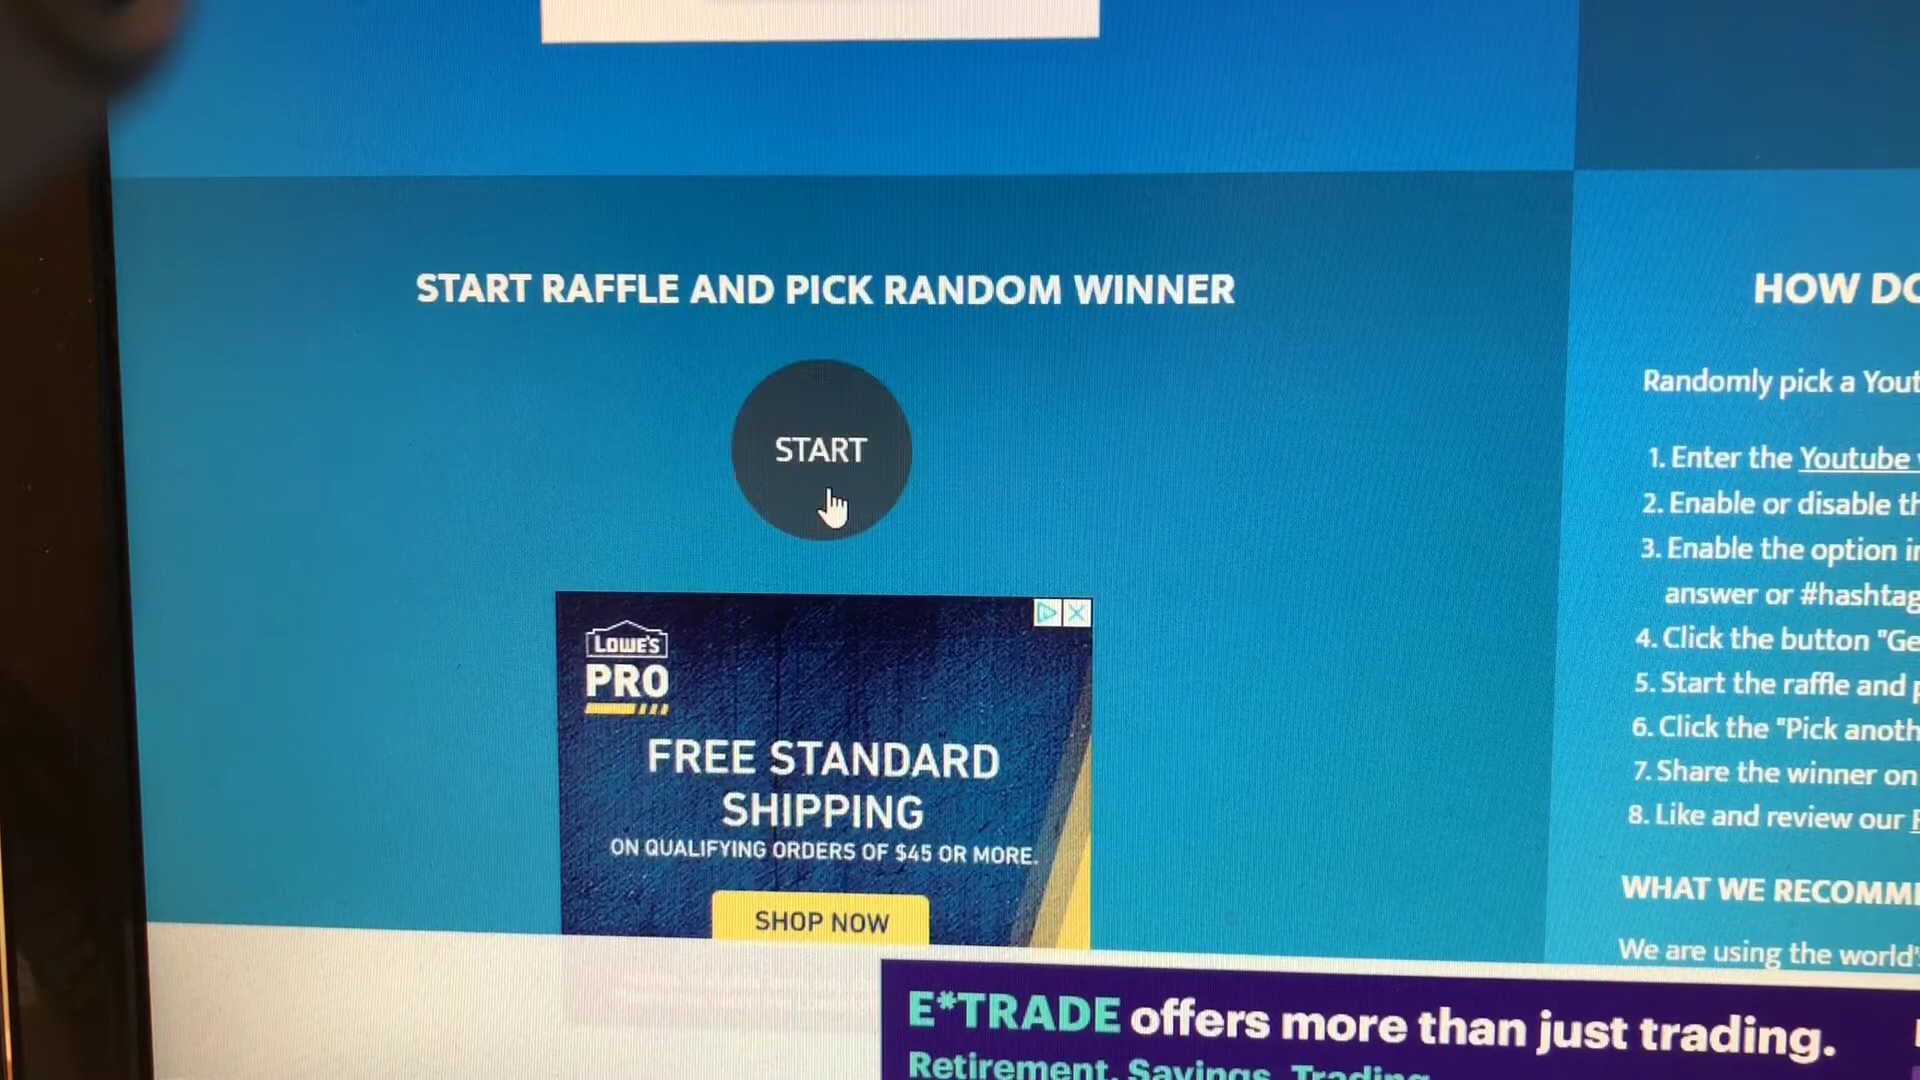 START RAFFLE AND PICK RANDOM WINNER
START
LOWE'S
PRO
FREE STANDARD
SHIPPING
ON QUALIFYING ORDERS OF $45 OR MORE.
SHOP NOW
HOW DO
Randomly pick a Yout
1. Enter the Youtube
2. Enable or disable th
3. Enable the option in
answer or #hashtag
4. Click the button "Ge
5. Start the raffle and p
6. Click the "Pick anoth
7. Share the winner on
8. Like and review our
WHAT WE RECOMM
We are using the world'
E*TRADE offers more than just trading.
Retirement. Savings. Trading.